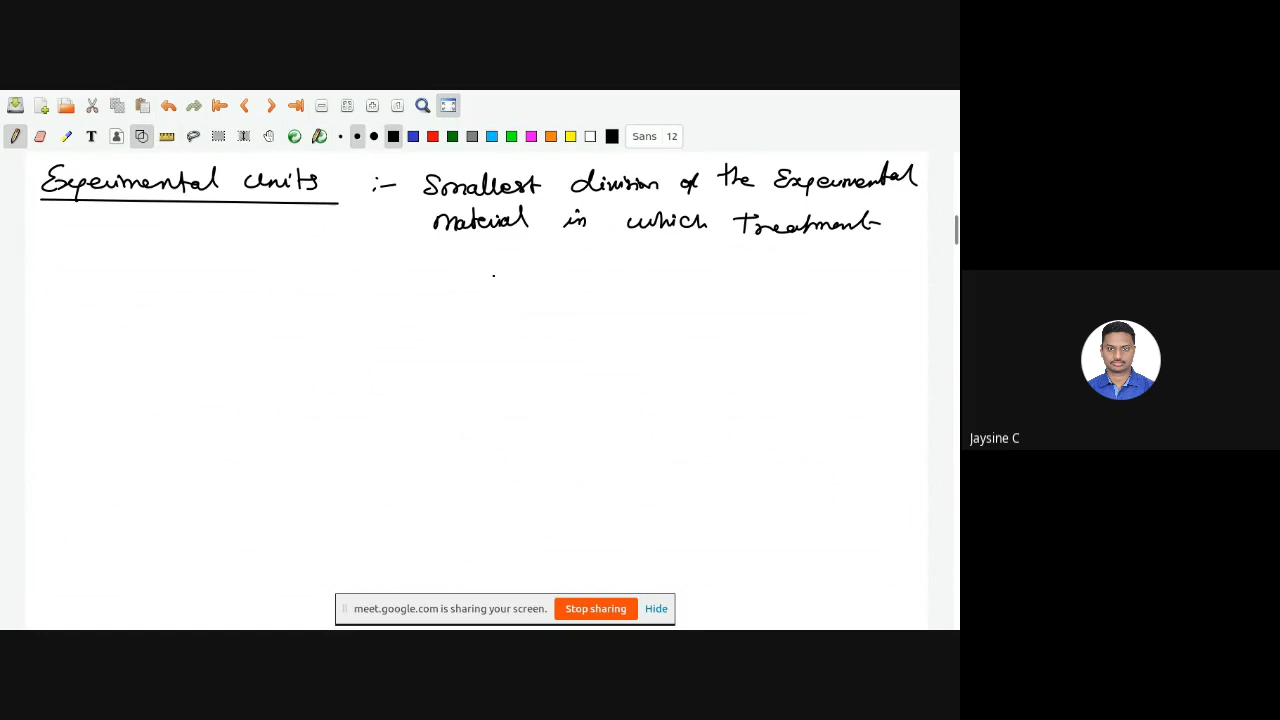 Sans 12
Experimental Units :- Smallest division of the Experimental
Material in which Treatment
Jaysine C
meet.google.com is sharing your screen. Stop sharing Hide